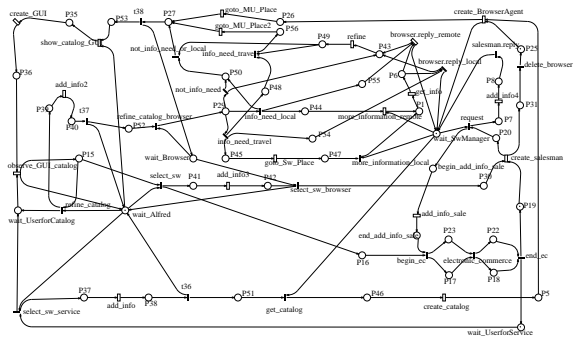 create_GUI
P35
P53
t38
P27
goto_MU_Place
goto_MU_Place2
P26
P56
create_BrowserAgent
show_catalog_GUI
not_info_need_or_local
info_need_travel
P49
refine
P43
browser.reply_remote
browser.reply_local
salesman.reply
P25
delete_browser
P36
add_info2
P39
P40
t37
P52
refine_catalog_browser
not_info_need
P50
P48
P55
P6
get_info
P8
add_info4
P31
P29
info_need_local
P44
more_information_remote
P1
request
P7
P20
info_need_travel
P54
wait_SwManager
observe_GUI_catalog
P15
wait_Browser
P45
goto_Sw_Place
P47
more_information_local
begin_add_info_sale
create_salesman
select_sw
P41
add_info3
P42
select_sw_browser
P30
wait_UserforCatalog
refine_catalog
wait_Alfred
add_info_sale
P19
end_add_info_sale
P23
P22
P16
begin_ec
electronic_commerce
end_ec
P17
P18
t36
P37
add_info
P38
P51
get_catalog
P46
create_catalog
P5
select_sw_service
wait_UserforService